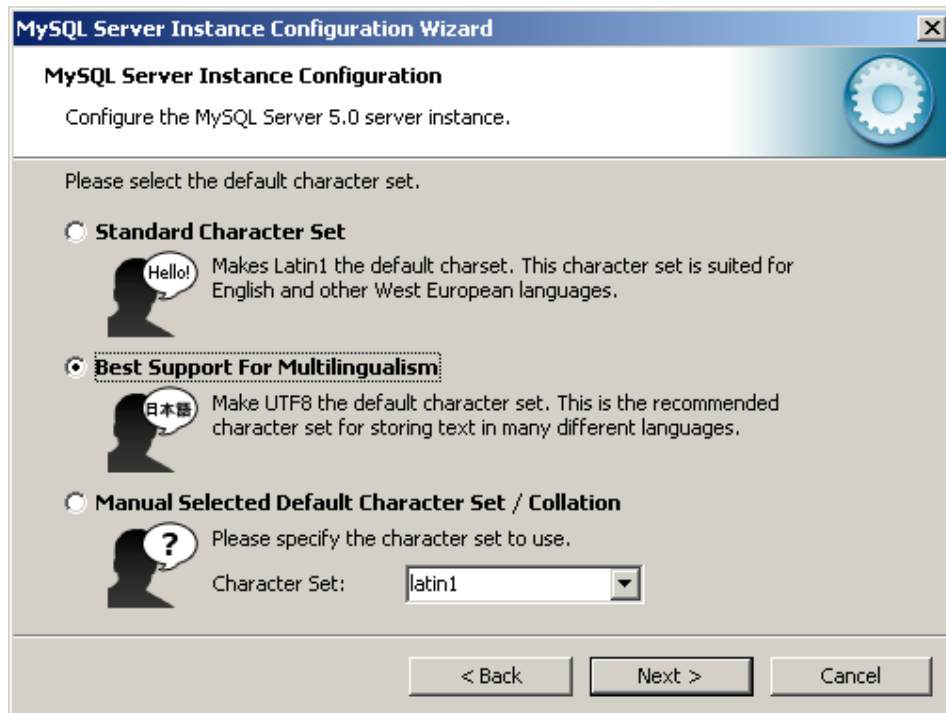 MySQL Server Instance Configuration Wizard
MySQL Server Instance Configuration
Configure the MySQL Server 5.0 server instance.
Please select the default character set.
Standard Character Set
Hello!
Makes Latin1 the default charset. This character set is suited for
English and other West European languages.
Best Support For Multilingualism
日本語
Make UTF8 the default character set. This is the recommended
character set for storing text in many different languages.
Manual Selected Default Character Set / Collation
?
Please specify the character set to use.
Character Set: latin1
< Back Next > Cancel